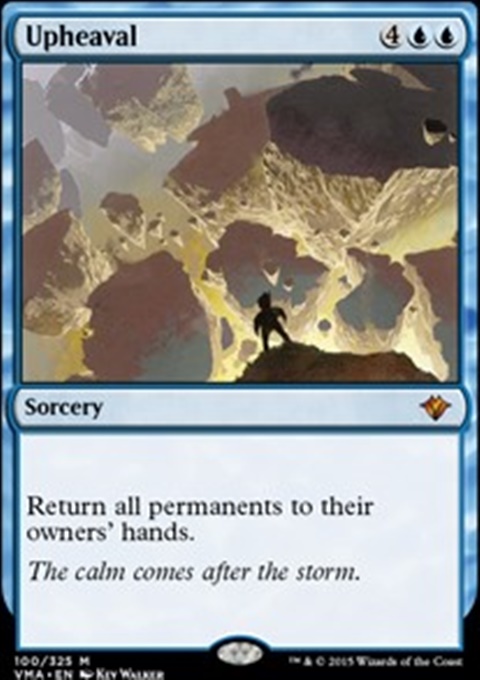 Upheaval 4
Sorcery
Return all permanents to their
owners' hands.
The calm comes after the storm.
100/325 M
VMA • EN Kev Walker
™ & © 2015 Wizards of the Coast